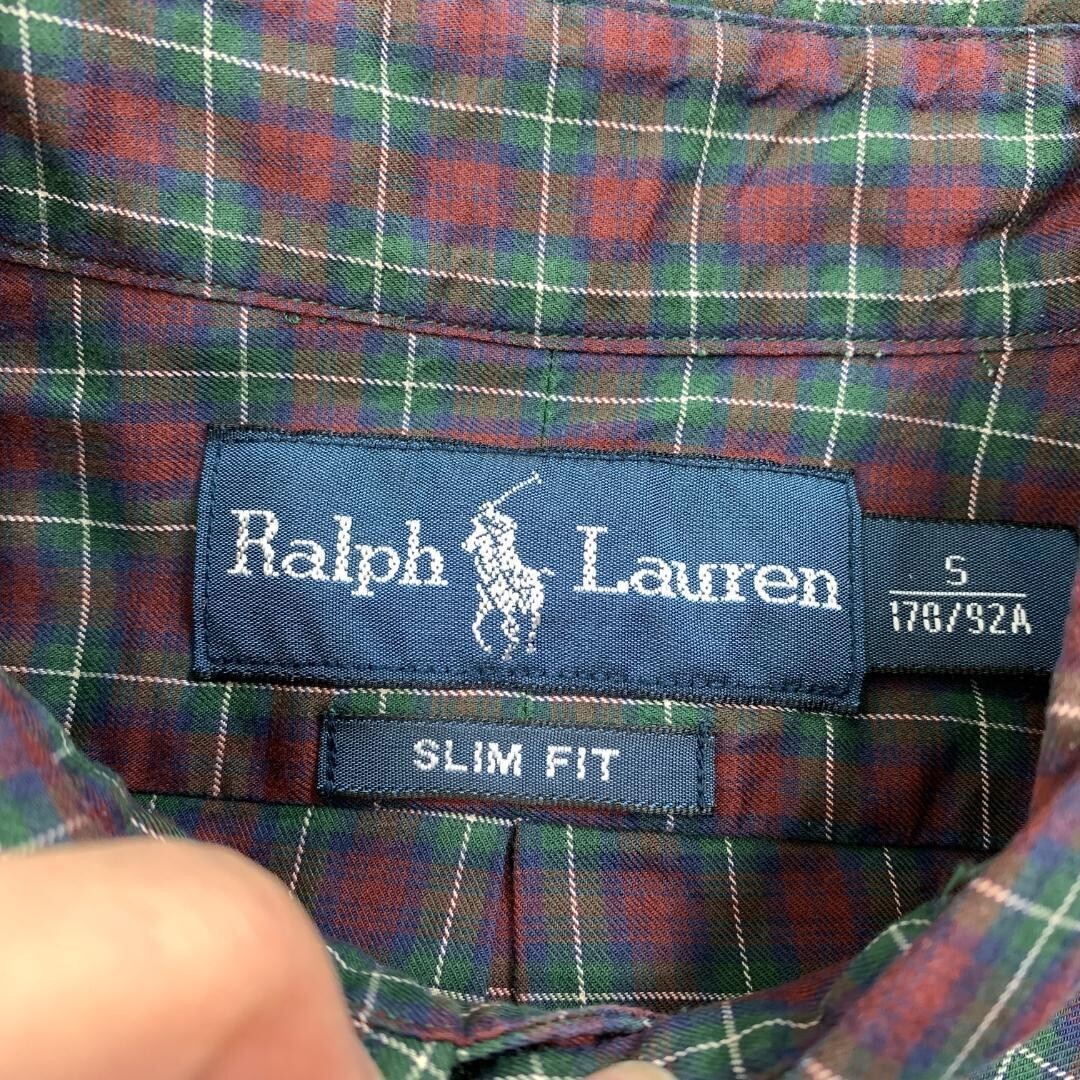 Ralph Lauren
S
170/92A
SLIM FIT